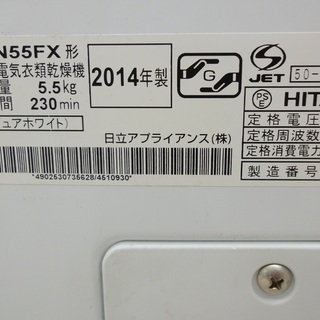 N55FX 形
電気衣類乾燥機
量 5.5kg
間 230min
ュアホワイト)
2014年製
G
S
JET
50-
PS
E
HIT
定格電圧
定格周波数
定格消費電力
日立アプライアンス(株)
製造番号
*4902530735628/4510930*